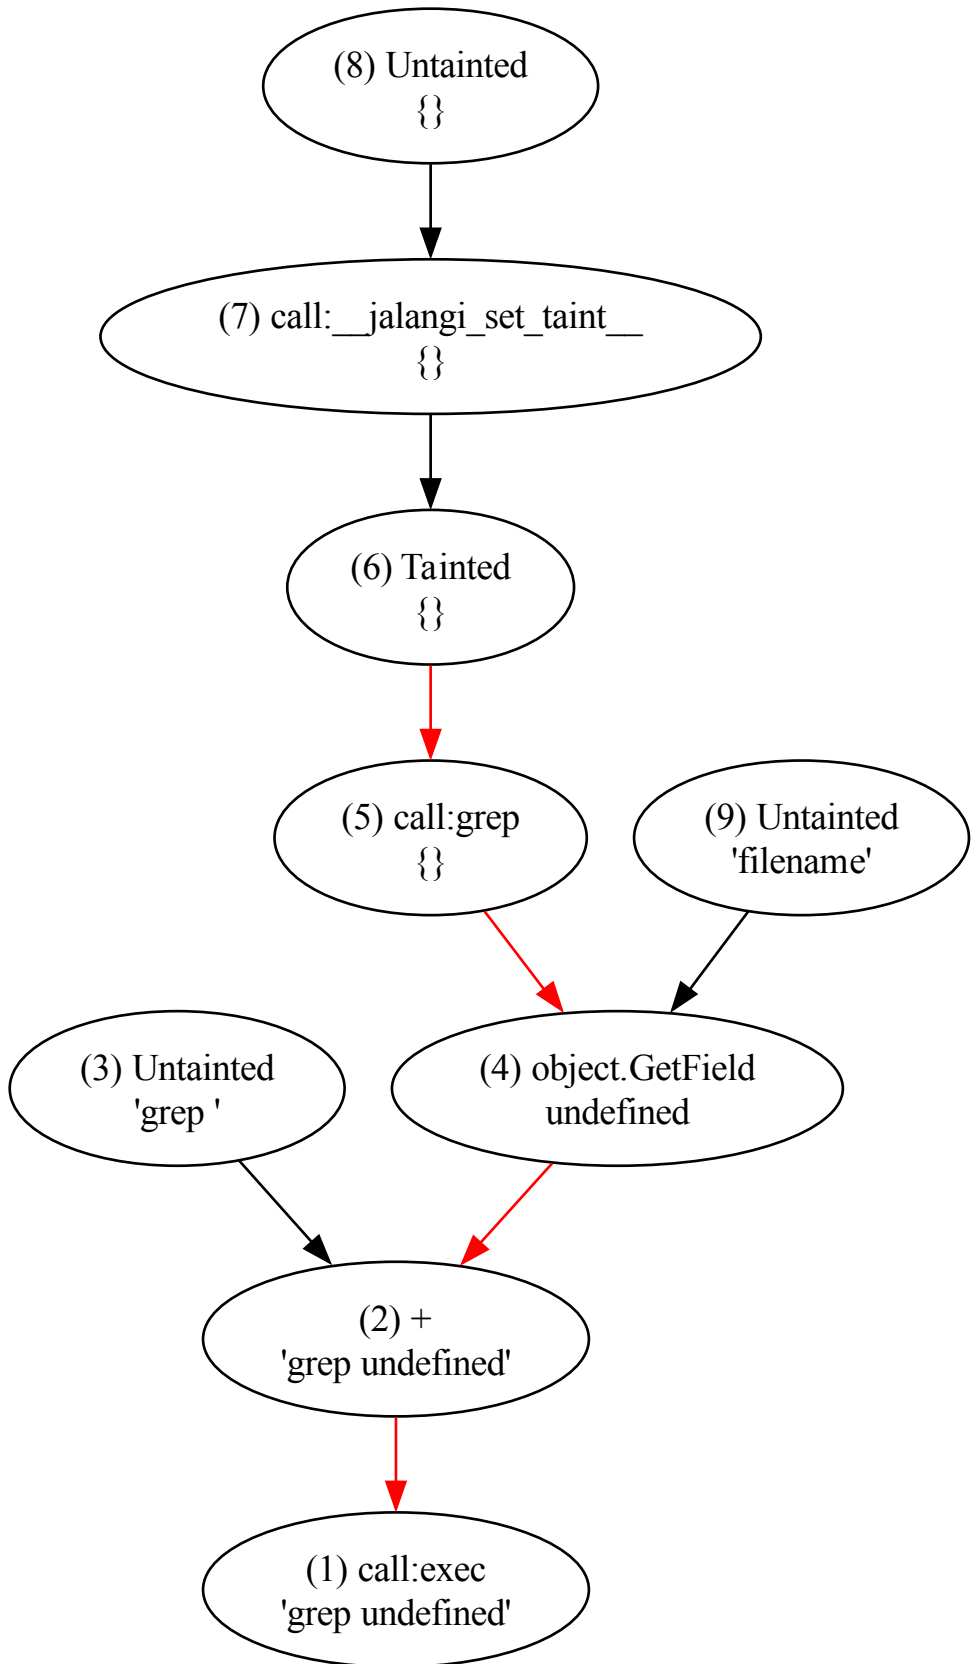 (8) Untainted
{}
(7) call:__jalangi_set_taint__
{}
(6) Tainted
{}
(5) call:grep
{}
(9) Untainted
'filename'
(3) Untainted
'grep '
(4) object.GetField
undefined
(2) +
'grep undefined'
(1) call:exec
'grep undefined'